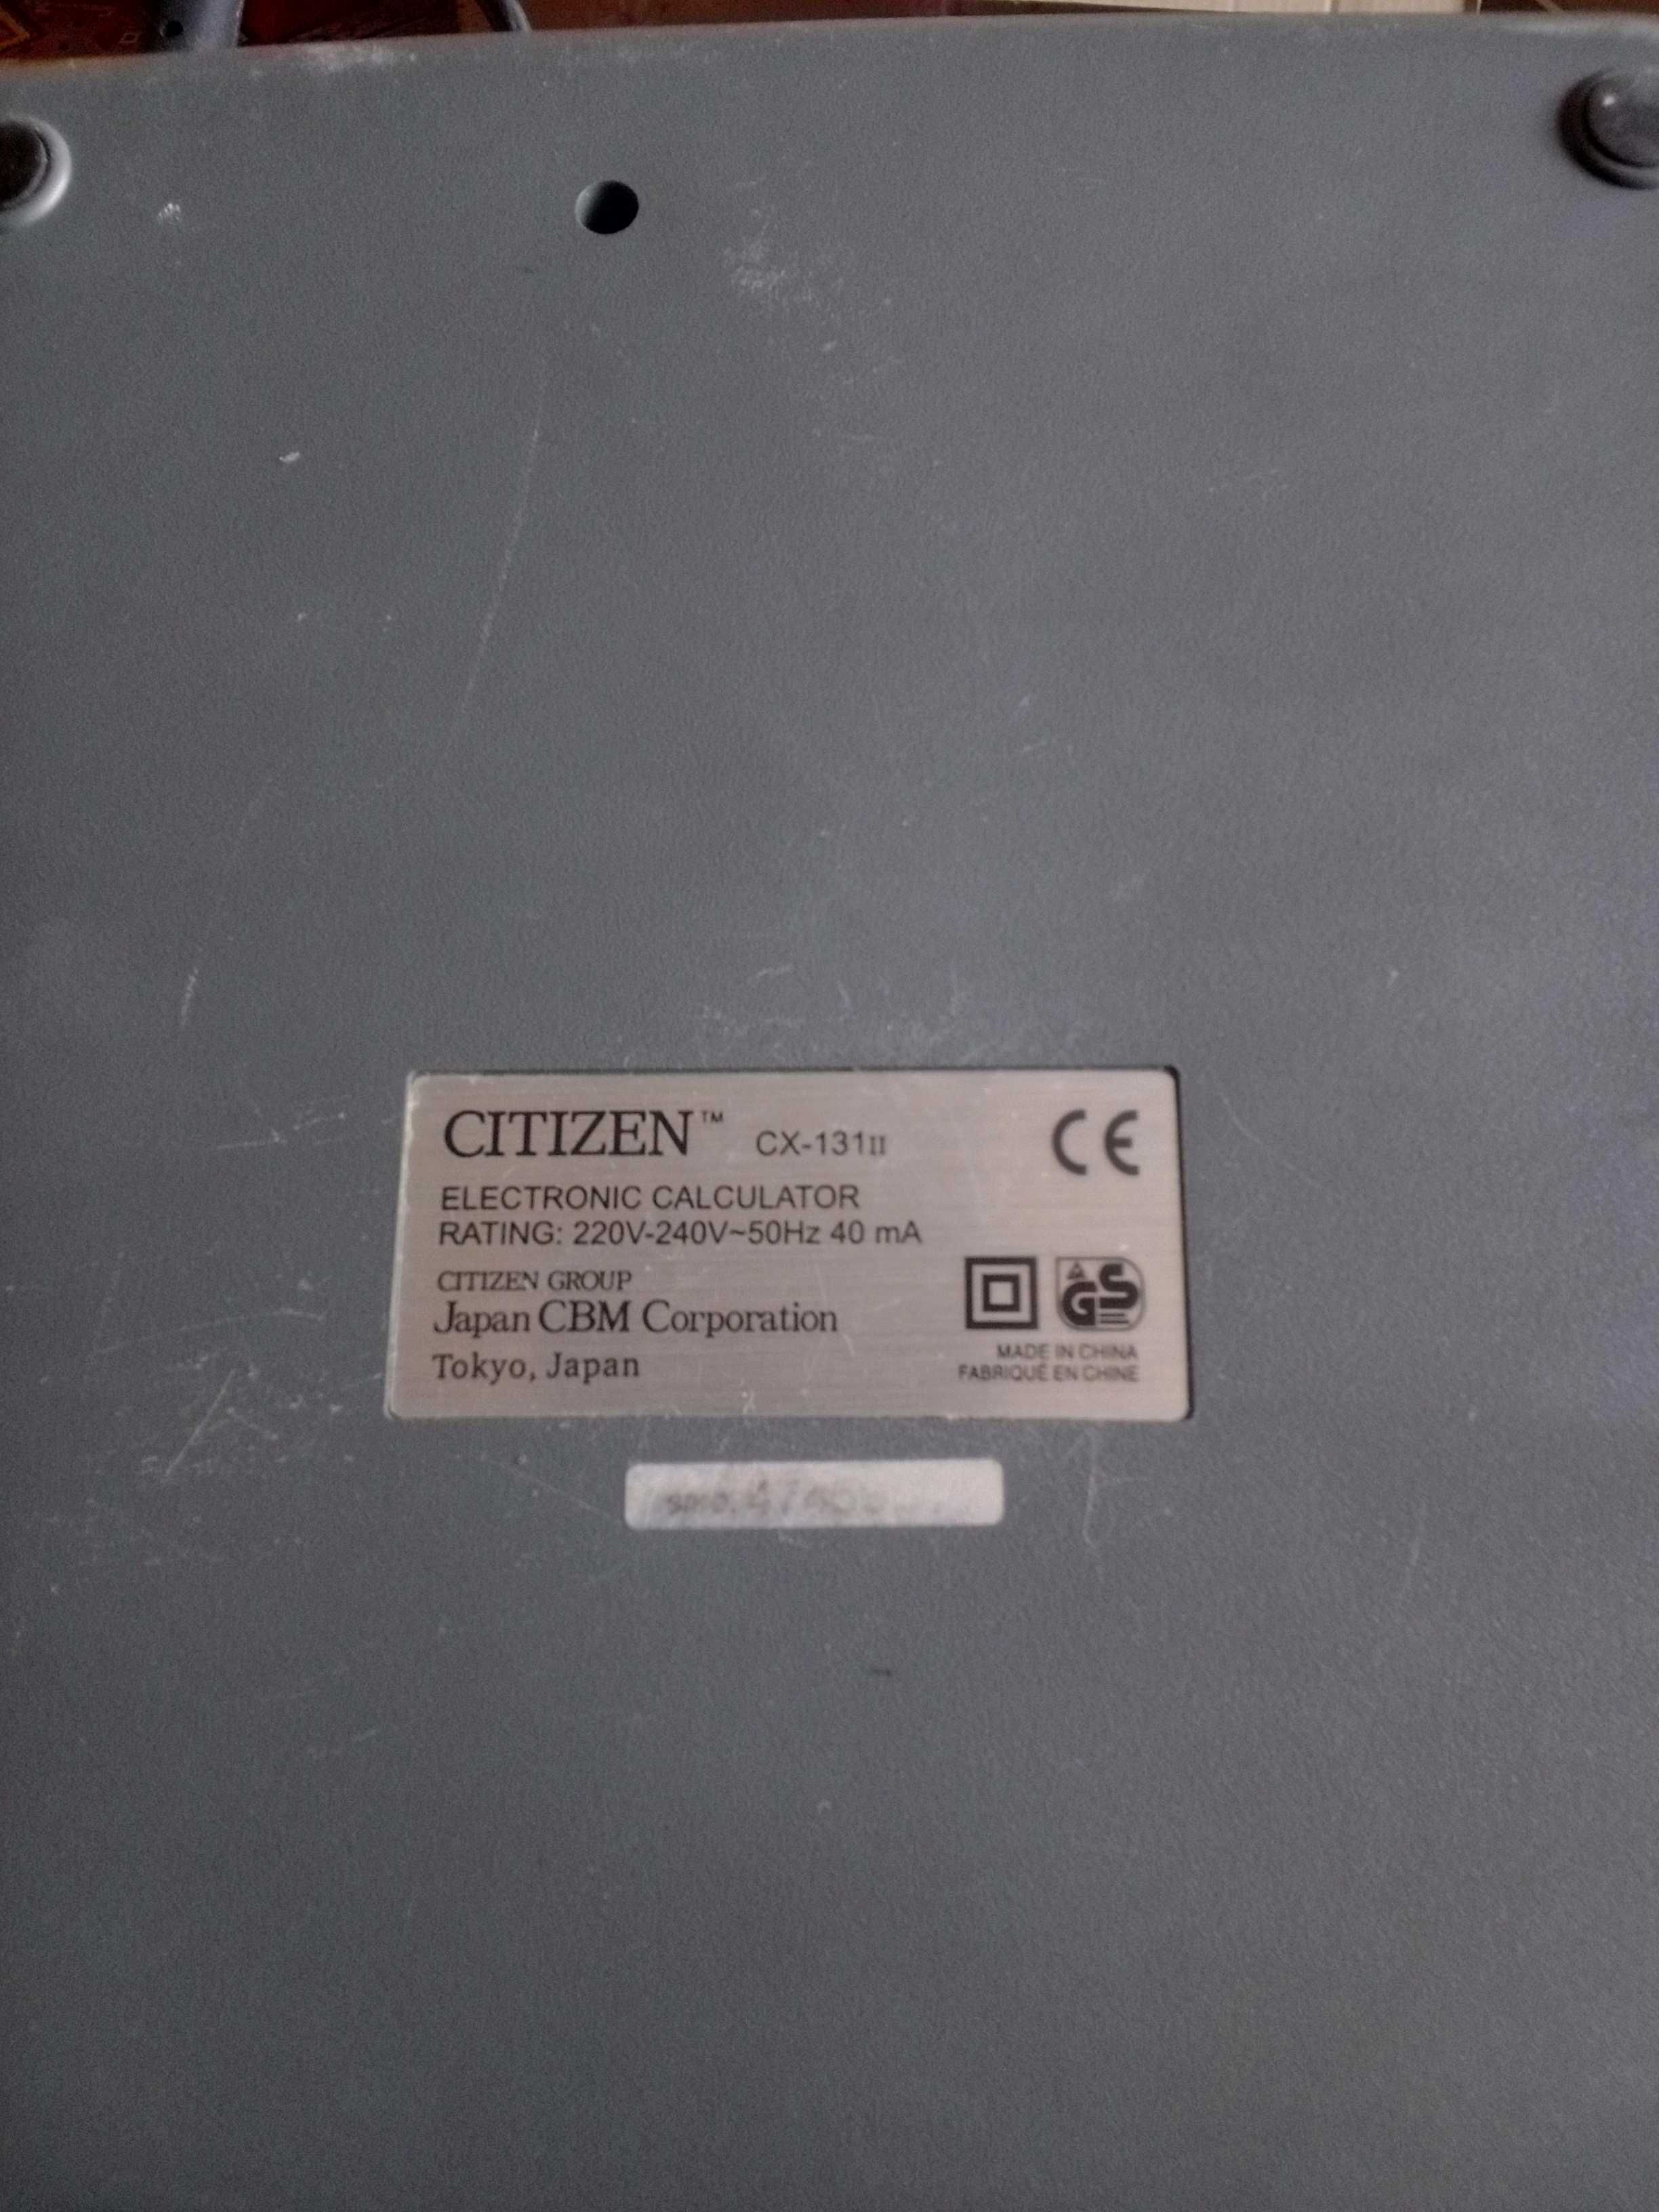 CITIZEN™ CX-131II
CE
ELECTRONIC CALCULATOR
RATING: 220V-240V~50Hz 40 mA
CITIZEN GROUP
Japan CBM Corporation
Tokyo, Japan
GS
MADE IN CHINA
FABRIQUÉ EN CHINE